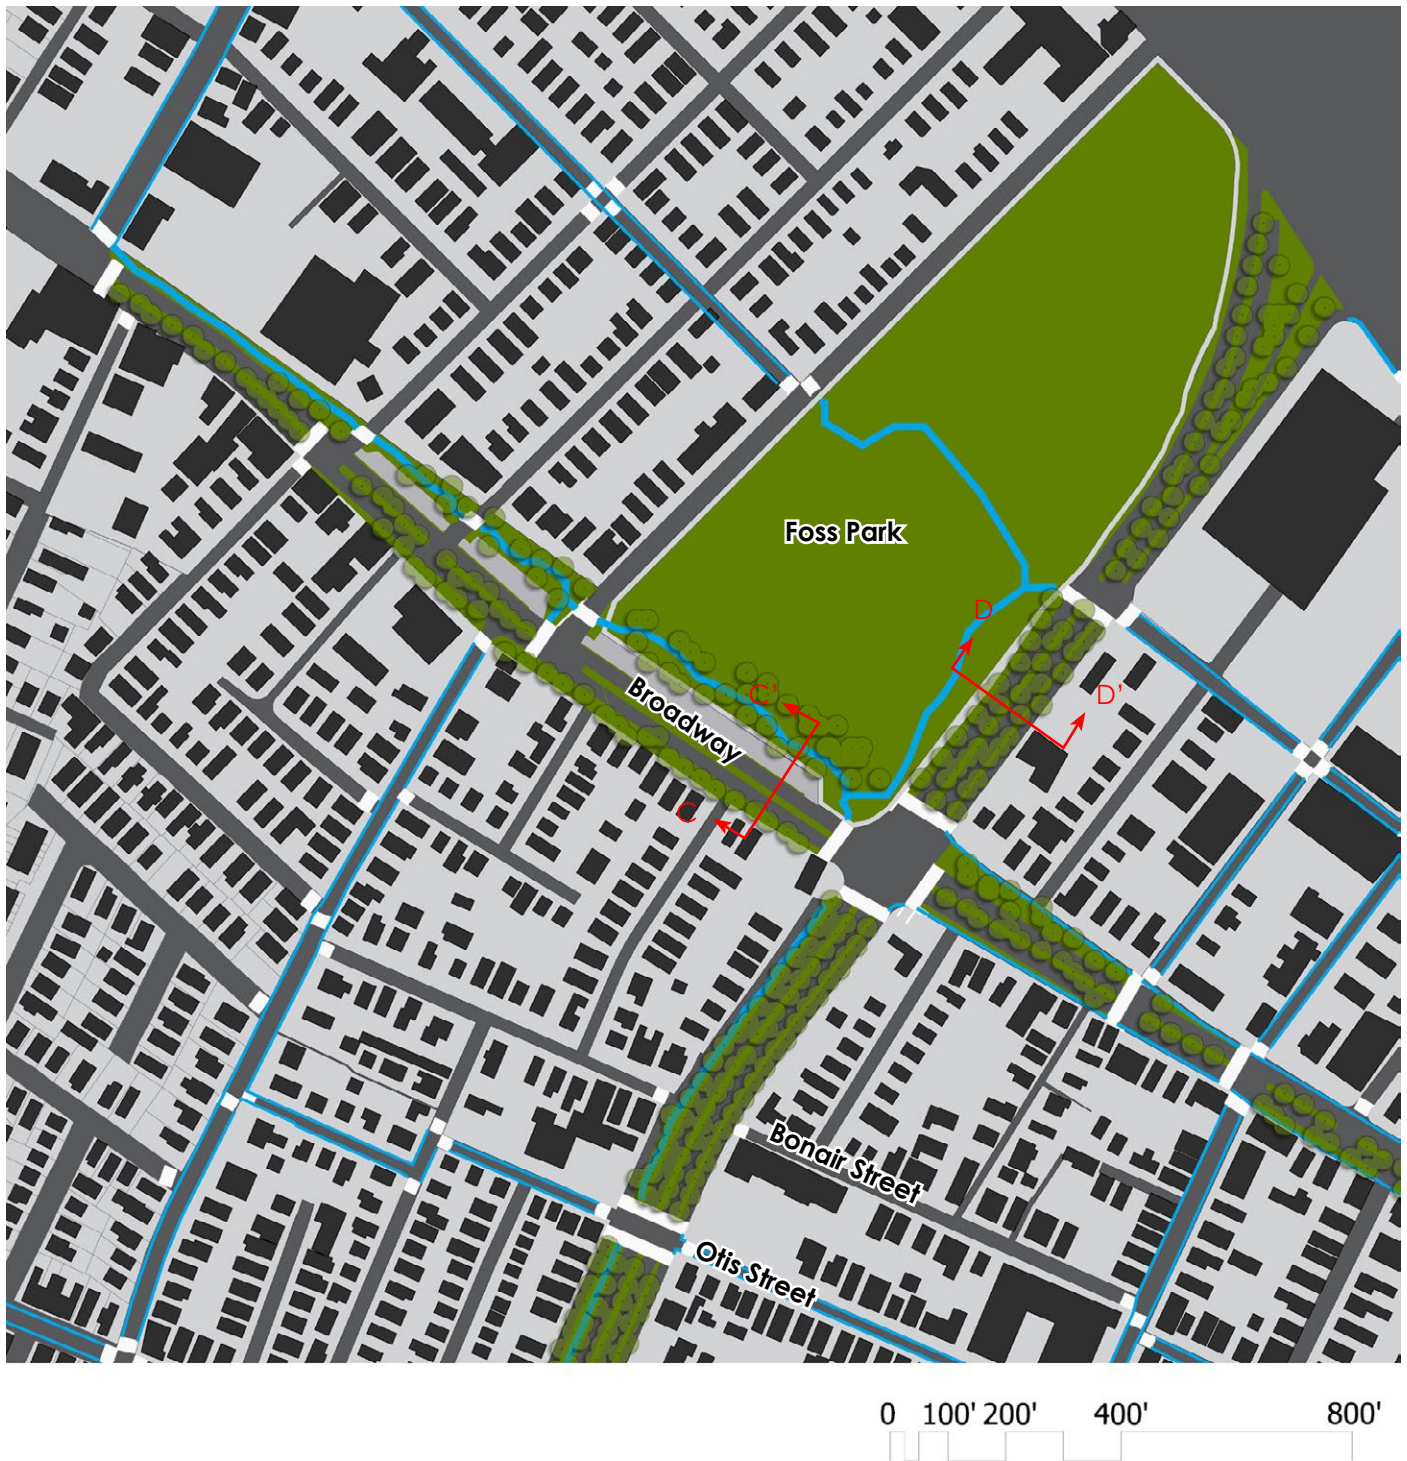 Foss Park
D
D'
C'
Broadway
C
Bonair Street
Otis Street
0 100' 200' 400' 800'